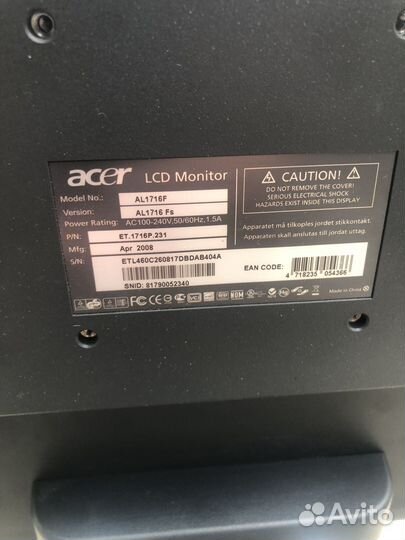 acer LCD Monitor
Model No.: AL1716F
Version: AL1716 Fs
Power Rating: AC100-240V,50/60Hz,1.5A
P/N: ET.1716P.231
Mfg: Apr 2008
S/N: ETL460C260817DBDAB404A
SNID: 81790052340
CAUTION!
DO NOT REMOVE THE COVER!
SERIOUS ELECTRICAL SHOCK
HAZARDS EXIST INSIDE THIS DISPLAY
Apparatet må tilkoples jordet stikkontakt.
Apparaten skall anslutas till jordat uttag.
EAN CODE:
4 718235 054366
Made in China
Avito